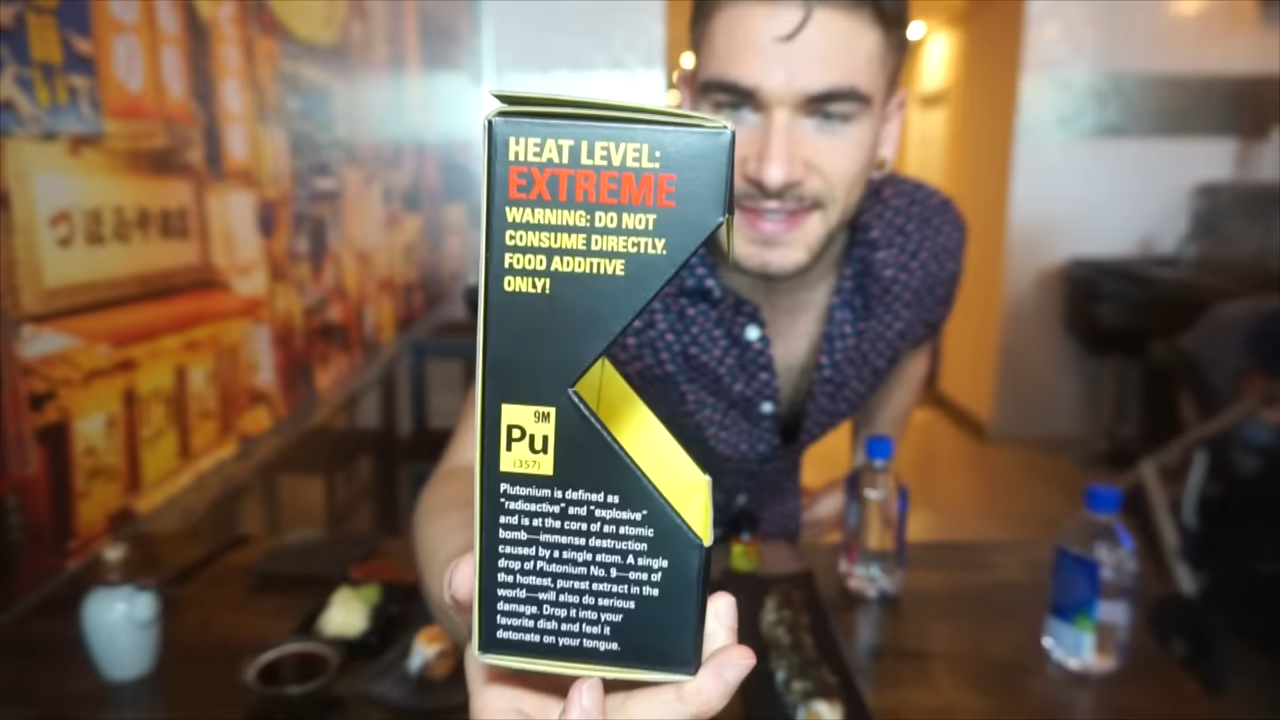 HEAT LEVEL:
EXTREME
WARNING: DO NOT
CONSUME DIRECTLY.
FOOD ADDITIVE
ONLY!
9M
Pu
(357)
Plutonium is defined as
"radioactive" and "explosive"
and is at the core of an atomic
bomb—immense destruction
caused by a single atom. A single
drop of Plutonium No. 9—one of
the hottest, purest extract in the
world—will also do serious
damage. Drop it into your
favorite dish and feel it
detonate on your tongue.